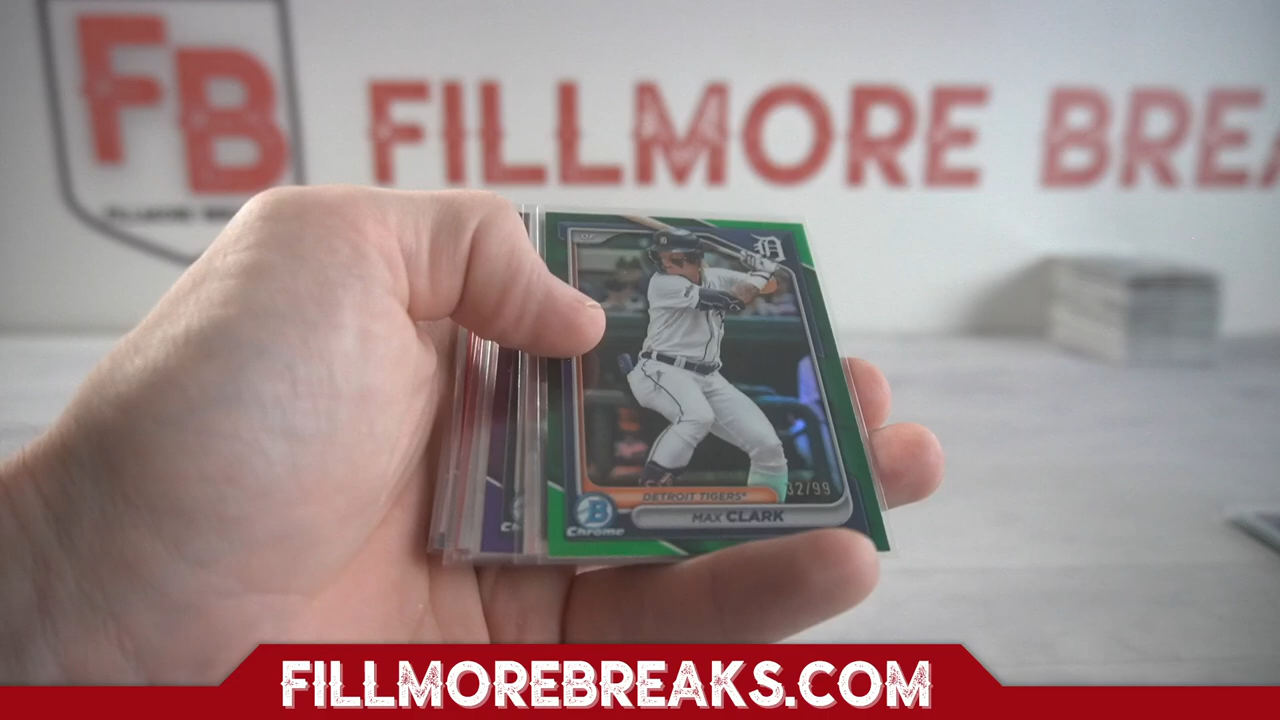 FB
FILLMORE BREA
DETROIT TIGERS
32/99
B
MAX CLARK
Chrome
FILLMOREBREAKS.COM